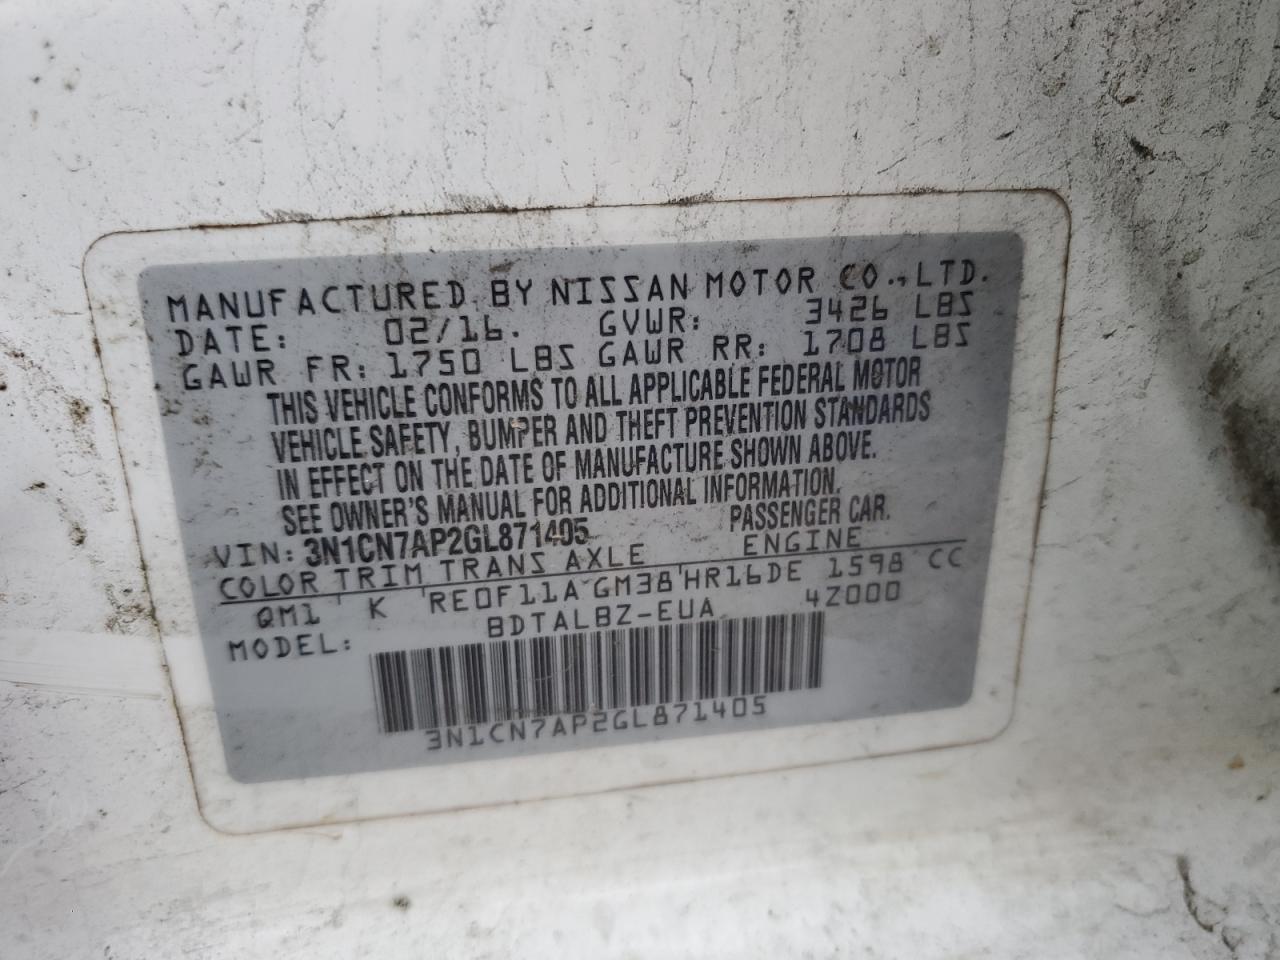 MANUFACTURED BY NISSAN MOTOR CO., LTD.
DATE: 02/16. GVWR: 3426 LBS
GAWR FR: 1750 LBS GAWR RR: 1708 LBS
THIS VEHICLE CONFORMS TO ALL APPLICABLE FEDERAL MOTOR
VEHICLE SAFETY, BUMPER AND THEFT PREVENTION STANDARDS
IN EFFECT ON THE DATE OF MANUFACTURE SHOWN ABOVE.
SEE OWNER'S MANUAL FOR ADDITIONAL INFORMATION.
VIN: 3N1CN7AP2GL871405 PASSENGER CAR.
COLOR TRIM TRANS AXLE ENGINE
QM1 K RE0F11A GM38 HR16DE 1598 CC
MODEL: BDTALBZ-EUA 4Z000
3N1CN7AP2GL871405